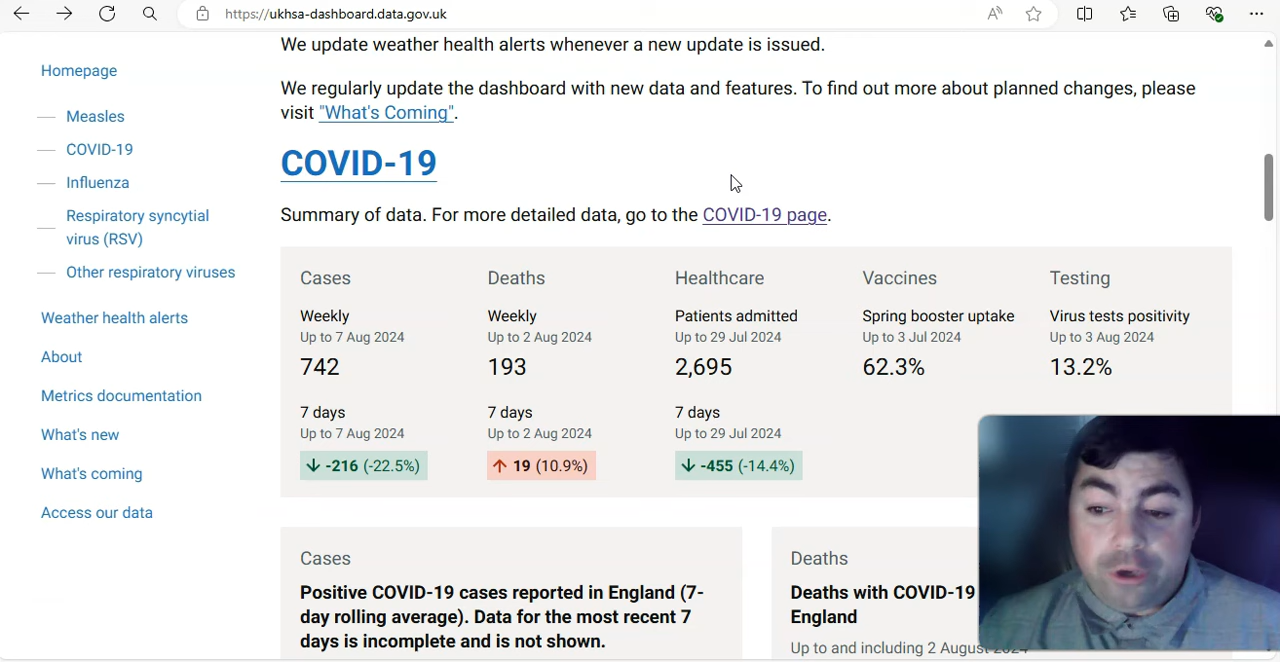 https://ukhsa-dashboard.data.gov.uk
We update weather health alerts whenever a new update is issued.
Homepage
We regularly update the dashboard with new data and features. To find out more about planned changes, please
visit "What's Coming".
Measles
COVID-19
Influenza
Respiratory syncytial
virus (RSV)
Other respiratory viruses
Weather health alerts
About
Metrics documentation
What's new
What's coming
Access our data
COVID-19
Summary of data. For more detailed data, go to the COVID-19 page.
Cases
Weekly
Up to 7 Aug 2024
742
7 days
Up to 7 Aug 2024
-216 (-22.5%)
Deaths
Weekly
Up to 2 Aug 2024
193
7 days
Up to 2 Aug 2024
19 (10.9%)
Healthcare
Patients admitted
Up to 29 Jul 2024
2,695
7 days
Up to 29 Jul 2024
-455 (-14.4%)
Vaccines
Spring booster uptake
Up to 3 Jul 2024
62.3%
Testing
Virus tests positivity
Up to 3 Aug 2024
13.2%
Cases
Positive COVID-19 cases reported in England (7-
day rolling average). Data for the most recent 7
days is incomplete and is not shown.
Deaths
Deaths with COVID-19
England
Up to and including 2 August 2024